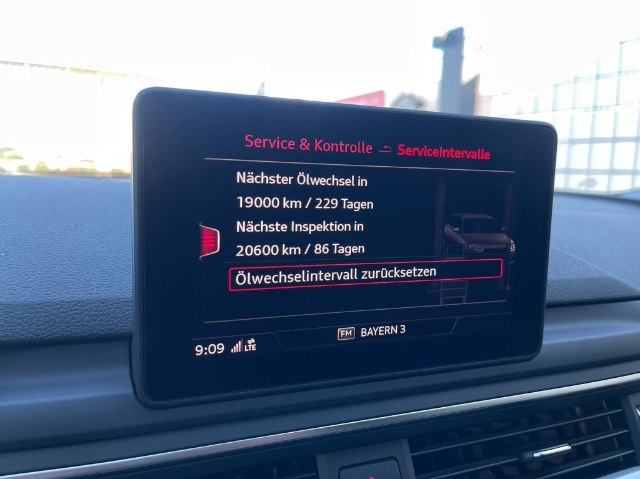 Service & Kontrolle Serviceintervalle
Nächster Ölwechsel in
19000 km / 229 Tagen
Nächste Inspektion in
20600 km / 86 Tagen
Ölwechselintervall zurücksetzen
FM BAYERN 3
9:09 LTE